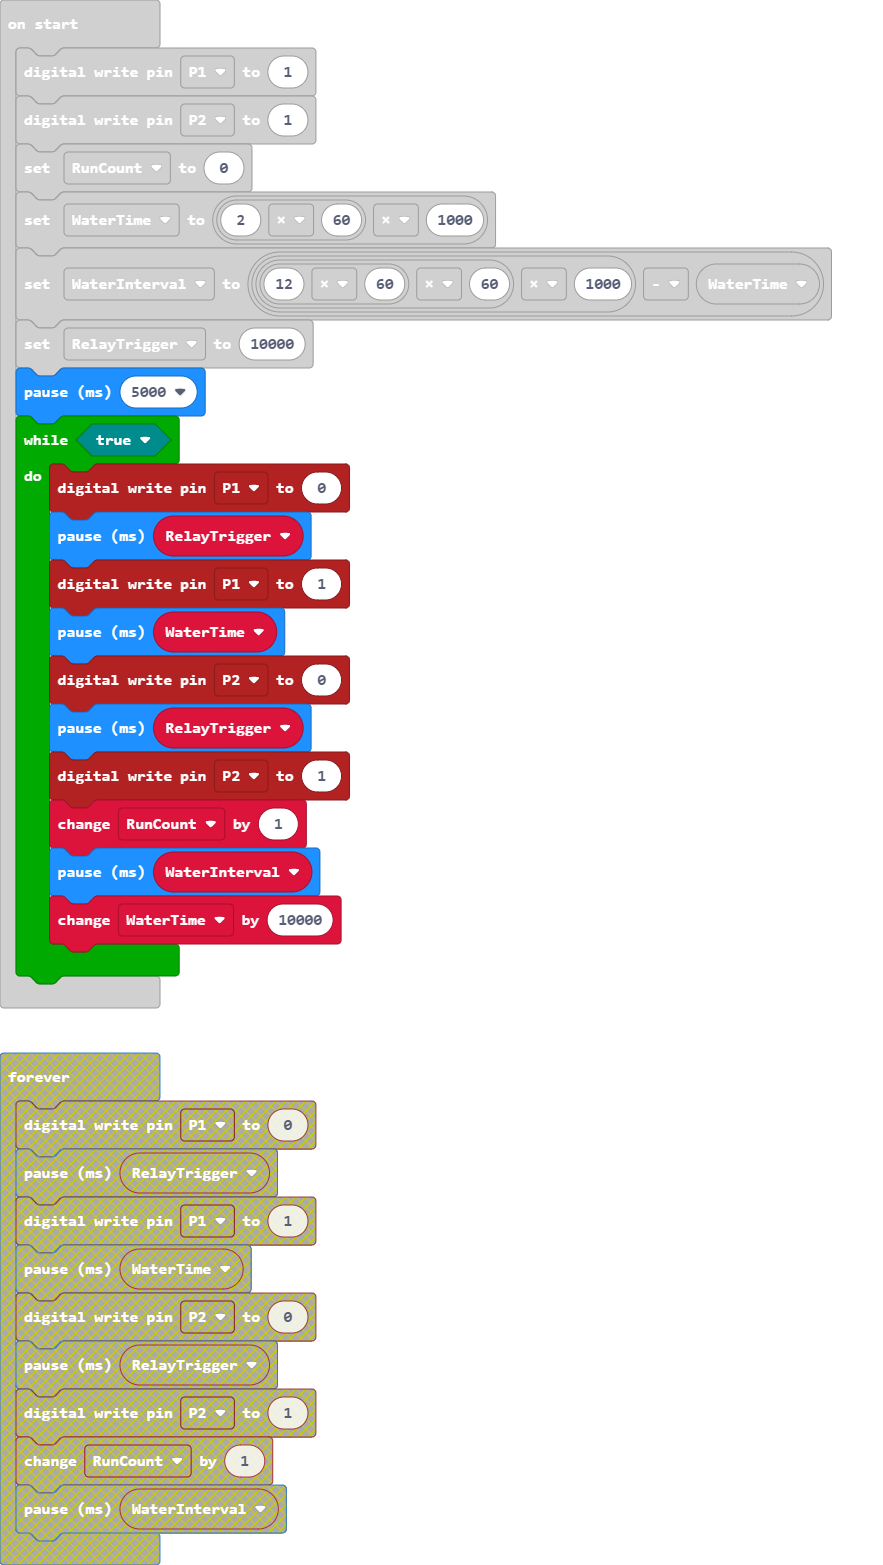 on start
digital write pin P1 to 1
digital write pin P2 to 1
set RunCount to 0
set WaterTime to 2 × 60 × 1000
set WaterInterval to 12 × 60 × 60 × 1000 - WaterTime
set RelayTrigger to 10000
pause (ms) 5000
while true
do digital write pin P1 to 0
pause (ms) RelayTrigger
digital write pin P1 to 1
pause (ms) WaterTime
digital write pin P2 to 0
pause (ms) RelayTrigger
digital write pin P2 to 1
change RunCount by 1
pause (ms) WaterInterval
change WaterTime by 10000
forever
digital write pin P1 to 0
pause (ms) RelayTrigger
digital write pin P1 to 1
pause (ms) WaterTime
digital write pin P2 to 0
pause (ms) RelayTrigger
digital write pin P2 to 1
change RunCount by 1
pause (ms) WaterInterval